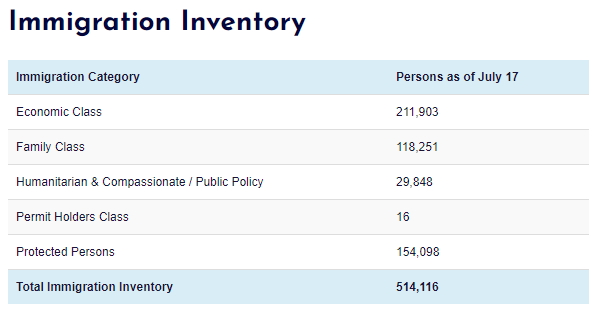 Immigration Inventory
Immigration Category Persons as of July 17
Economic Class 211,903
Family Class 118,251
Humanitarian & Compassionate / Public Policy 29,848
Permit Holders Class 16
Protected Persons 154,098
Total Immigration Inventory 514,116